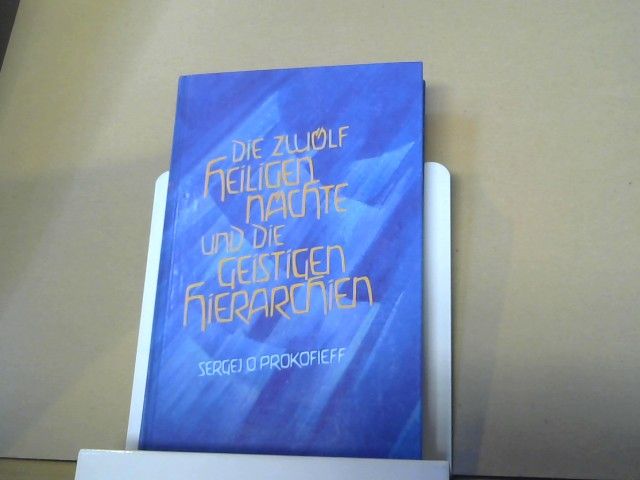 DIE ZWÖLF
HEILIGEN
NÄCHTE
UND DIE
GEISTIGEN
HIERARCHIEN
SERGEJ O PROKOFIEFF